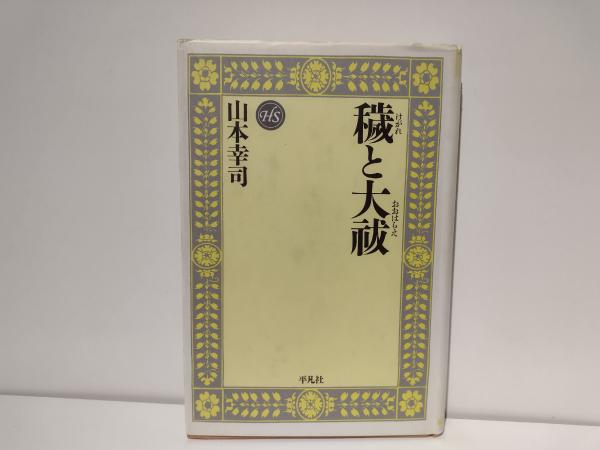 穢と大祓
けがれ
おおはらえ
HS
山本幸司
平凡社